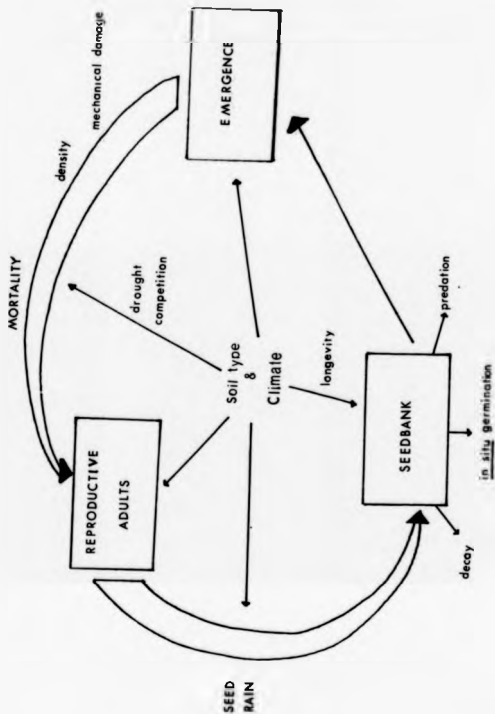 mechanical damage
density
MORTALITY
EMERGENCE
drought
competition
Soil type
&
Climate
REPRODUCTIVE
ADULTS
longevity
SEEDBANK
predation
in situ germination
decay
SEED
RAIN